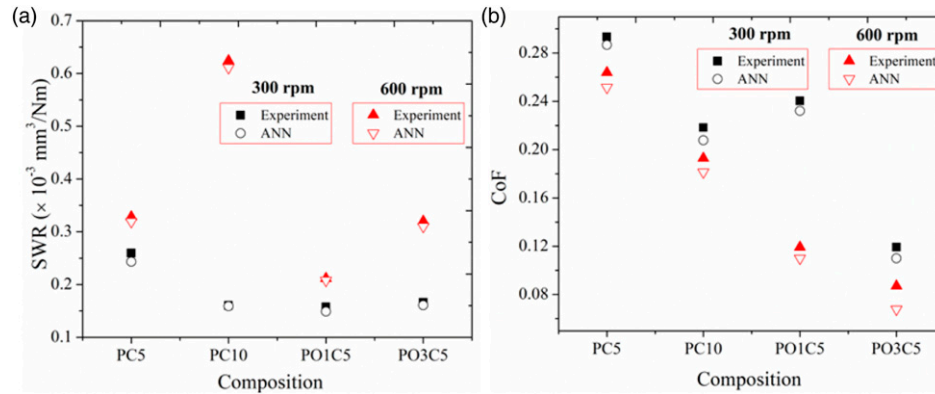 (a)
SWR (× 10⁻³ mm³/Nm)
0.7
0.6
0.5
0.4
0.3
0.2
0.1
300 rpm
Experiment
ANN
600 rpm
Experiment
ANN
PC5 PC10 PO1C5 PO3C5
Composition
(b)
CoF
0.28
0.24
0.20
0.16
0.12
0.08
300 rpm
Experiment
ANN
600 rpm
Experiment
ANN
PC5 PC10 PO1C5 PO3C5
Composition